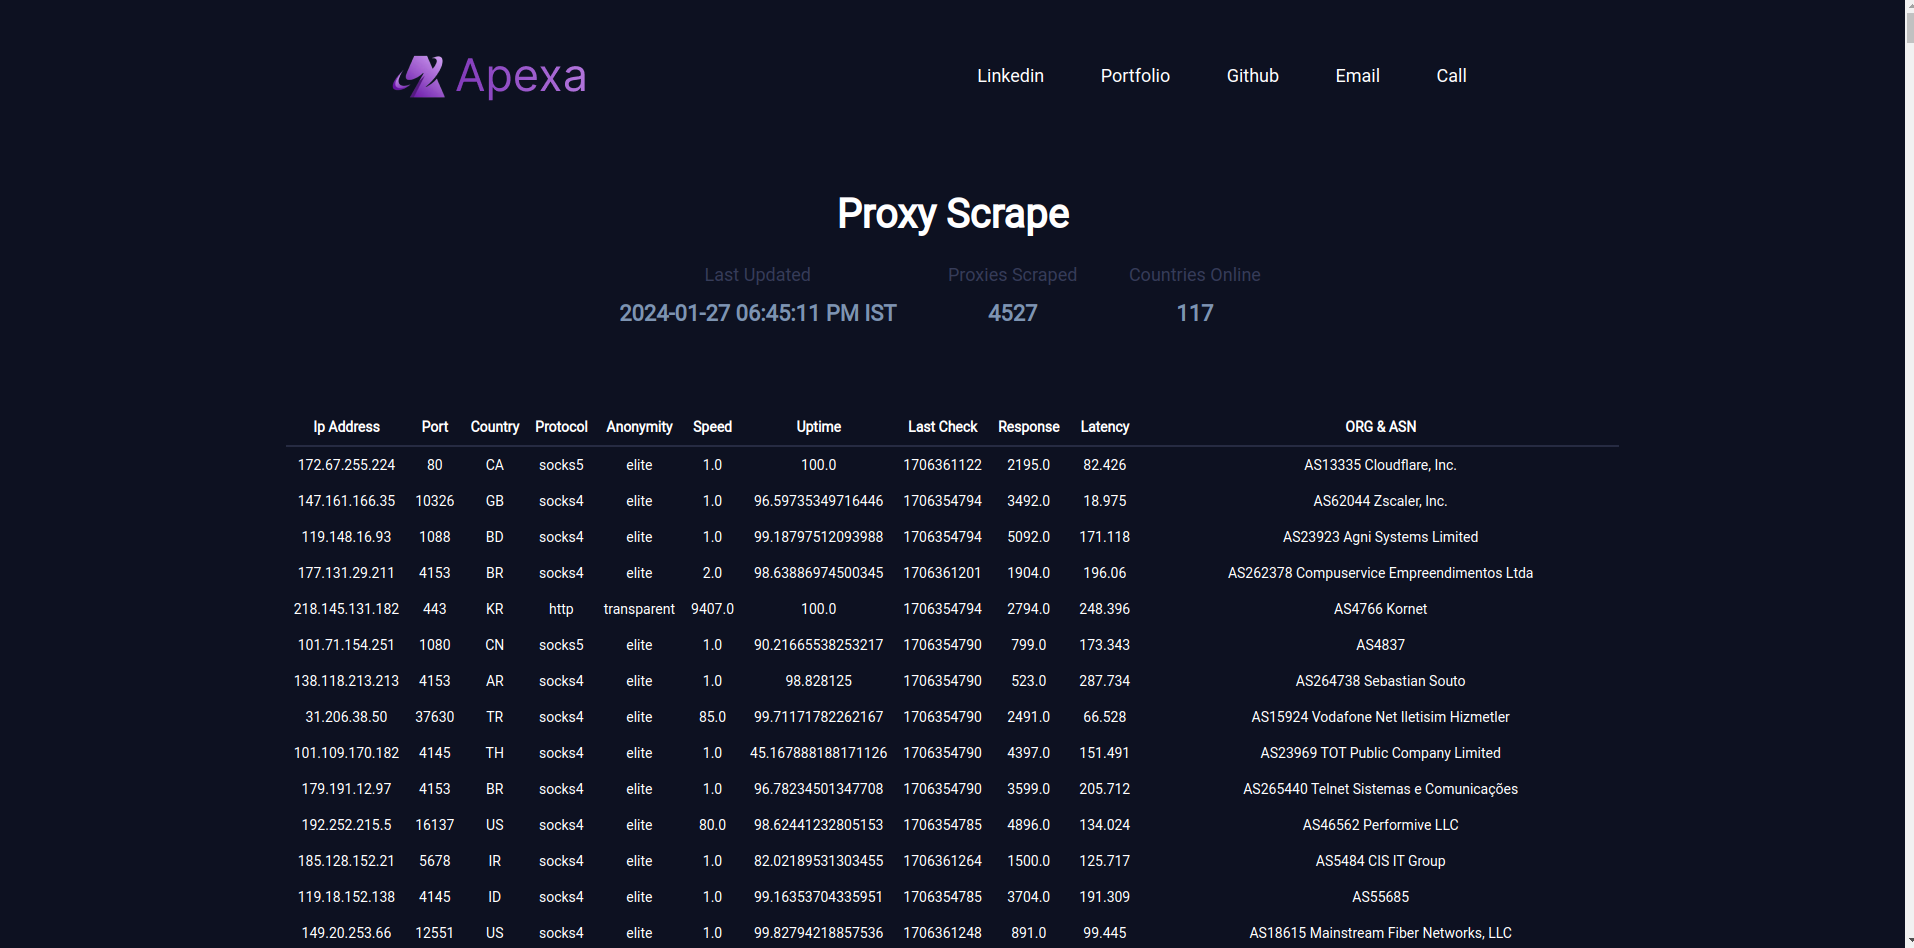 Apexa
Linkedin Portfolio Github Email Call
Proxy Scrape
Last Updated Proxies Scraped Countries Online
2024-01-27 06:45:11 PM IST 4527 117
Ip Address Port Country Protocol Anonymity Speed Uptime Last Check Response Latency ORG & ASN
172.67.255.224 80 CA socks5 elite 1.0 100.0 1706361122 2195.0 82.426 AS13335 Cloudflare, Inc.
147.161.166.35 10326 GB socks4 elite 1.0 96.59735349716446 1706354794 3492.0 18.975 AS62044 Zscaler, Inc.
119.148.16.93 1088 BD socks4 elite 1.0 99.18797512093988 1706354794 5092.0 171.118 AS23923 Agni Systems Limited
177.131.29.211 4153 BR socks4 elite 2.0 98.63886974500345 1706361201 1904.0 196.06 AS262378 Compuservice Empreendimentos Ltda
218.145.131.182 443 KR http transparent 9407.0 100.0 1706354794 2794.0 248.396 AS4766 Kornet
101.71.154.251 1080 CN socks5 elite 1.0 90.21665538253217 1706354790 799.0 173.343 AS4837
138.118.213.213 4153 AR socks4 elite 1.0 98.828125 1706354790 523.0 287.734 AS264738 Sebastian Souto
31.206.38.50 37630 TR socks4 elite 85.0 99.71171782262167 1706354790 2491.0 66.528 AS15924 Vodafone Net Iletisim Hizmetler
101.109.170.182 4145 TH socks4 elite 1.0 45.167888188171126 1706354790 4397.0 151.491 AS23969 TOT Public Company Limited
179.191.12.97 4153 BR socks4 elite 1.0 96.78234501347708 1706354790 3599.0 205.712 AS265440 Telnet Sistemas e Comunicações
192.252.215.5 16137 US socks4 elite 80.0 98.62441232805153 1706354785 4896.0 134.024 AS46562 Performive LLC
185.128.152.21 5678 IR socks4 elite 1.0 82.02189531303455 1706361264 1500.0 125.717 AS5484 CIS IT Group
119.18.152.138 4145 ID socks4 elite 1.0 99.16353704335951 1706354785 3704.0 191.309 AS55685
149.20.253.66 12551 US socks4 elite 1.0 99.82794218857536 1706361248 891.0 99.445 AS18615 Mainstream Fiber Networks, LLC